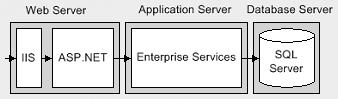 Web Server
Application Server
Database Server
IIS
ASP.NET
Enterprise Services
SQL
Server